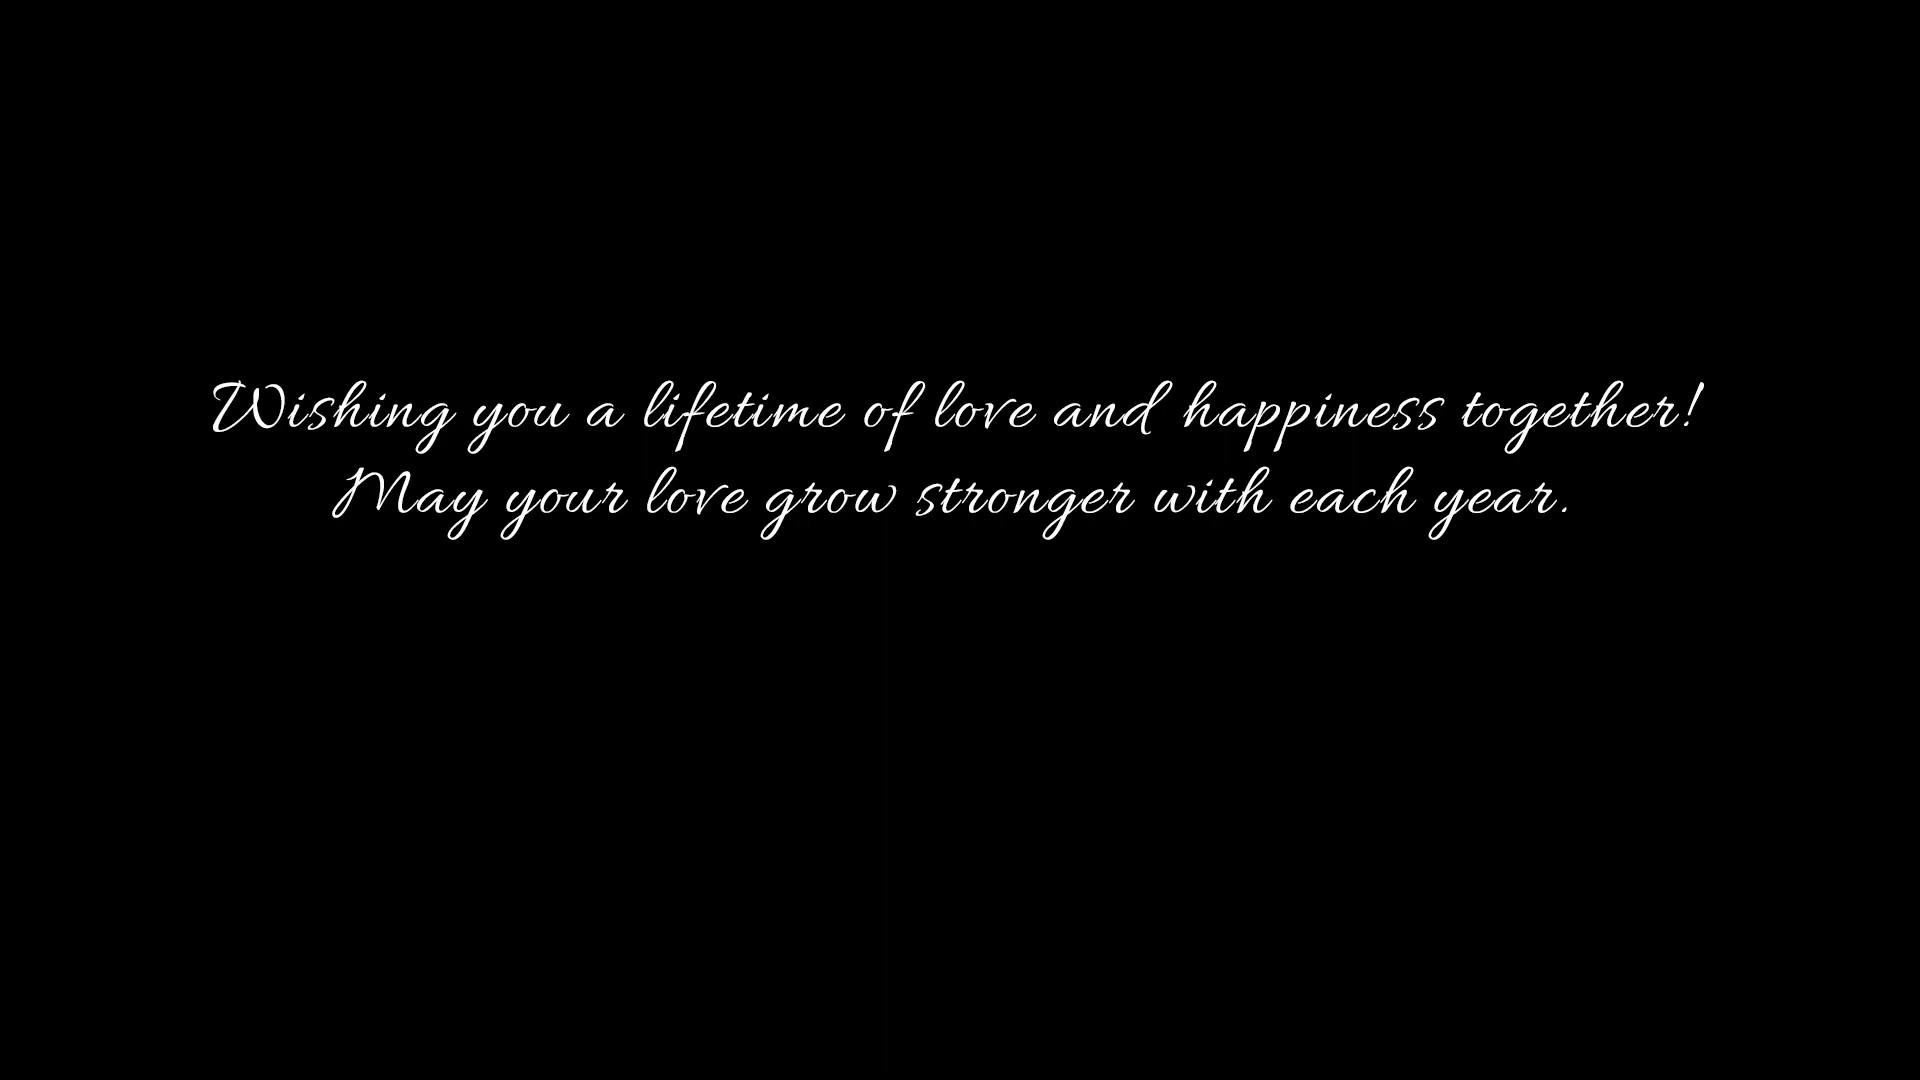 Wishing you a lifetime of love and happiness together!
May your love grow stronger with each year.